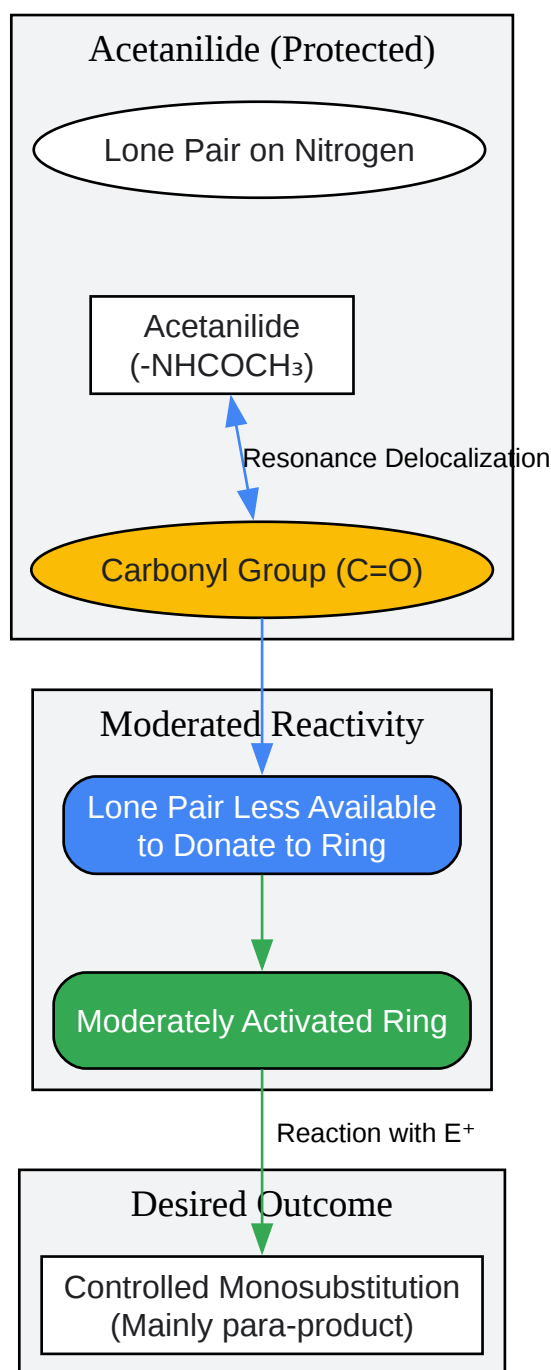 Acetanilide (Protected)
Lone Pair on Nitrogen
Acetanilide
(-NHCOCH₃)
Resonance Delocalization
Carbonyl Group (C=O)
Moderated Reactivity
Lone Pair Less Available
to Donate to Ring
Moderately Activated Ring
Reaction with E⁺
Desired Outcome
Controlled Monosubstitution
(Mainly para-product)